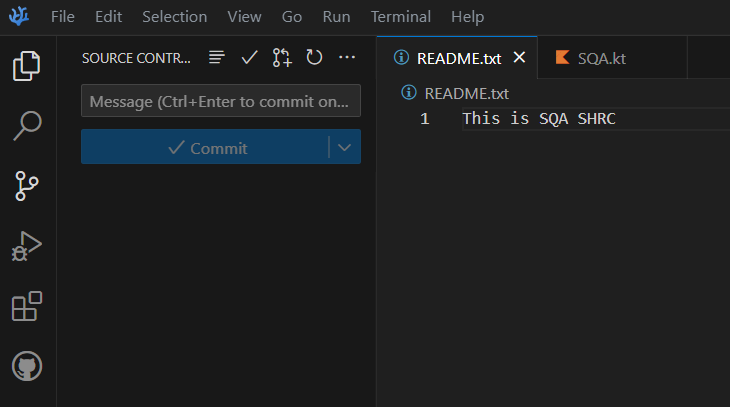 File Edit Selection View Go Run Terminal Help
SOURCE CONTR...
Message (Ctrl+Enter to commit on...
Commit
README.txt SQA.kt
README.txt
1 This is SQA SHRC